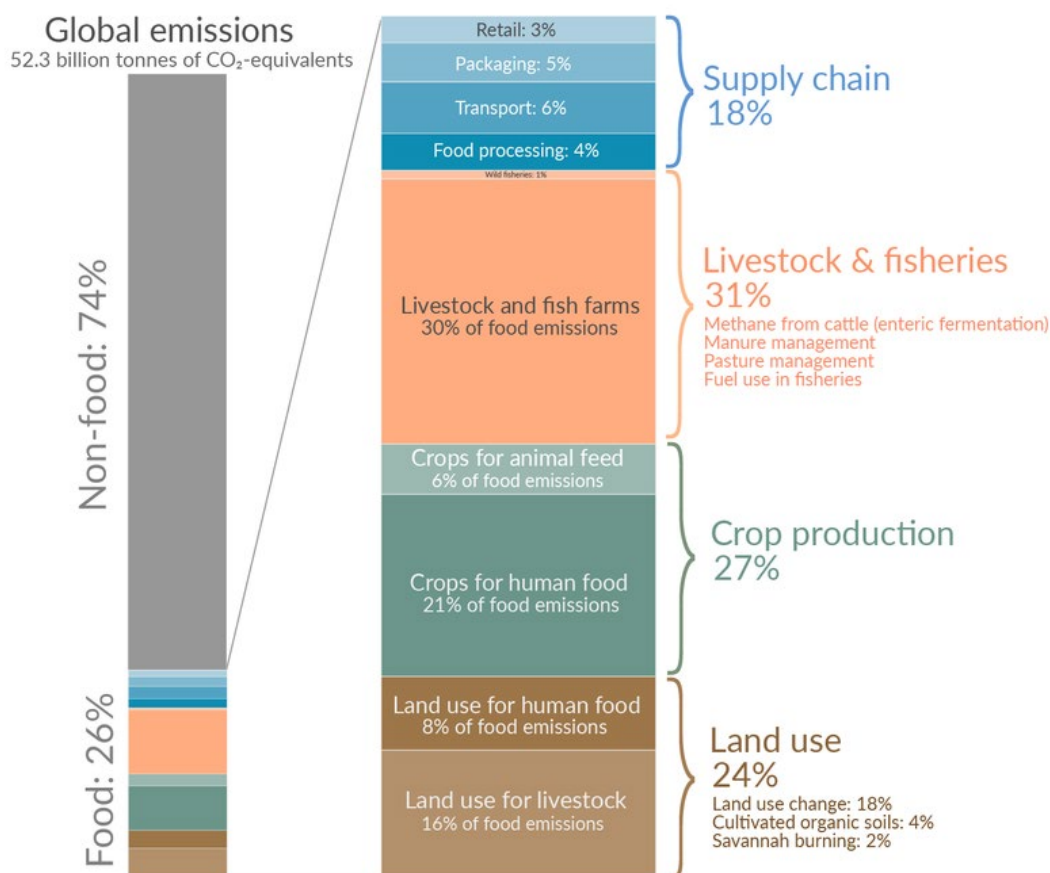 Global emissions
52.3 billion tonnes of CO₂-equivalents
Non-food: 74%
Food: 26%
Retail: 3%
Packaging: 5%
Transport: 6%
Food processing: 4%
Wild fisheries: 1%
Livestock and fish farms
30% of food emissions
Crops for animal feed
6% of food emissions
Crops for human food
21% of food emissions
Land use for human food
8% of food emissions
Land use for livestock
16% of food emissions
Supply chain
18%
Livestock & fisheries
31%
Methane from cattle (enteric fermentation)
Manure management
Pasture management
Fuel use in fisheries
Crop production
27%
Land use
24%
Land use change: 18%
Cultivated organic soils: 4%
Savannah burning: 2%